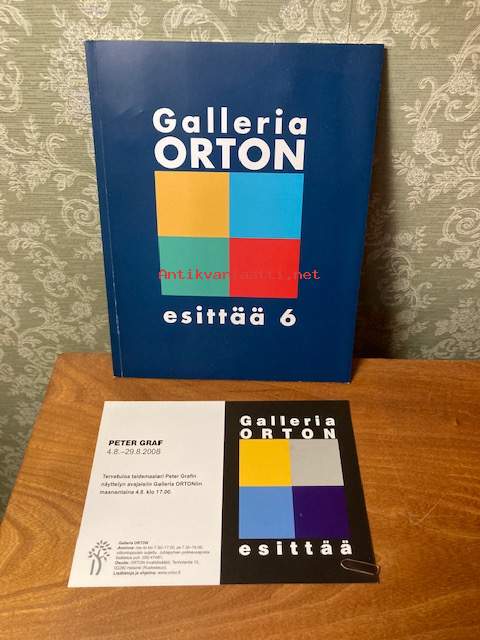 Galleria
ORTON
Antikvariaatti.net
esittää 6
PETER GRAF
4.8.–29.8.2008
Tervetuloa taidemaalari Peter Grafin
näyttelyn avajaisiin Galleria ORTONiin
maanantaina 4.8. klo 17.00.
Galleria ORTON
Galleria
ORTON
esittää